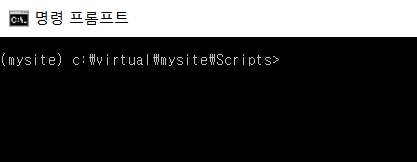 명령 프롬프트
(mysite) c:₩virtual₩mysite₩Scripts>